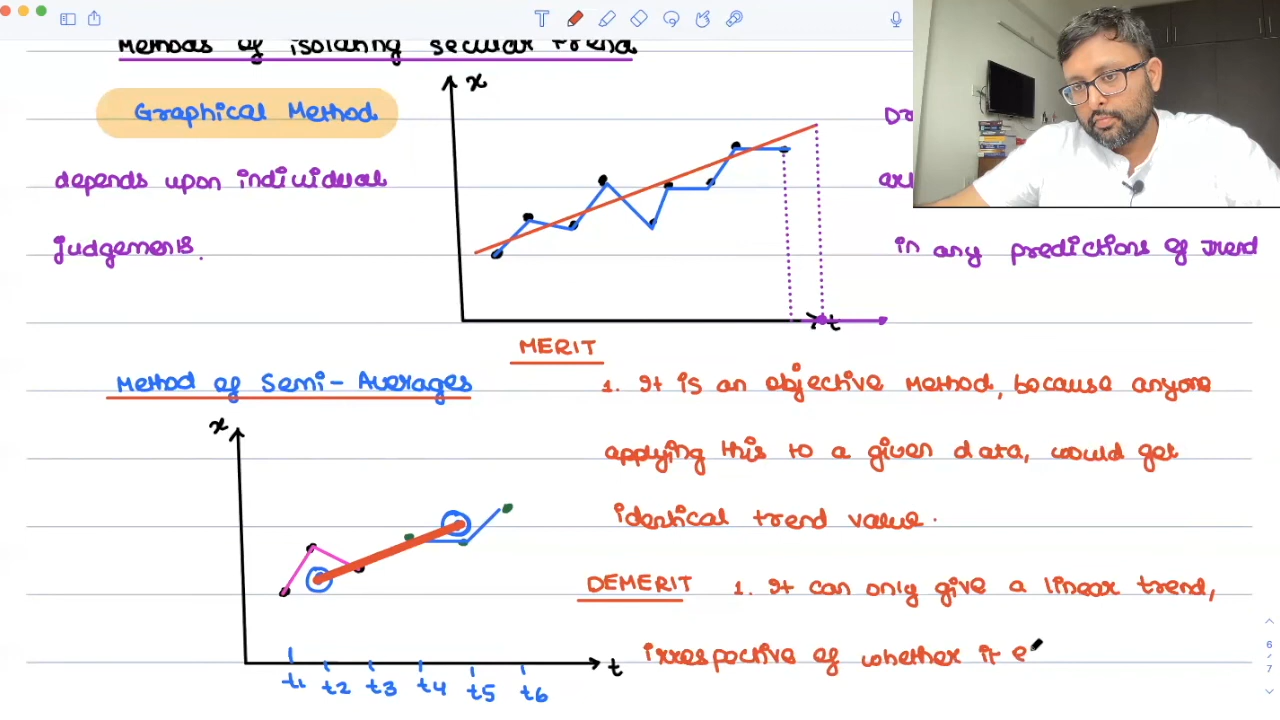 Methods of isolating secular trend
Graphical Method
depends upon individual
judgements.
x
t
in any predictions of trend
MERIT
Method of Semi-Averages
1. It is an objective method, because anyone
applying this to a given data, would get
identical trend value.
DEMERIT 1. It can only give a linear trend,
irrespective of whether it e
x
t
t1 t2 t3 t4 t5 t6
6
7